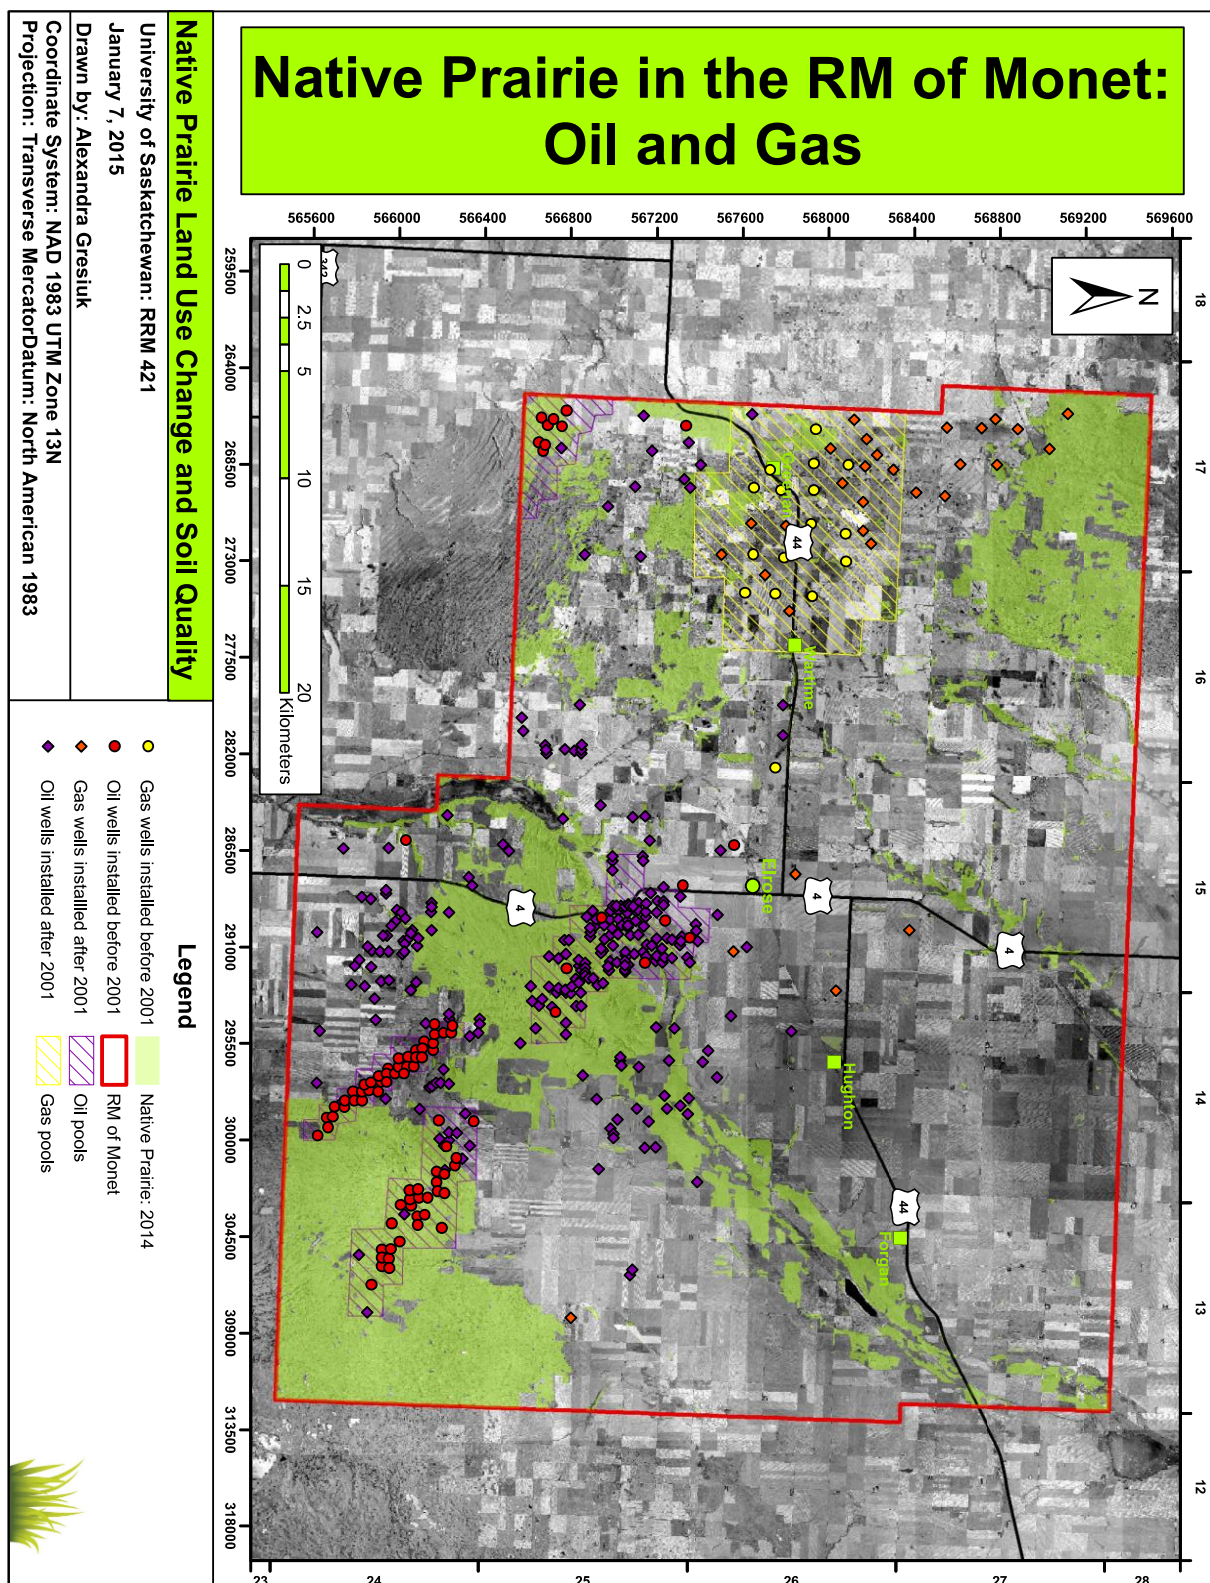 Native Prairie in the RM of Monet:
Oil and Gas
565600
566000
566400
566800
567200
567600
568000
568400
568800
569200
569600
259500
264000
268500
273000
277500
282000
286500
291000
295500
300000
304500
309000
313500
318000
18
17
16
15
14
13
12
23
24
25
26
27
28
N
342
44
Wartime
Elrose
4
4
4
Hughton
44
Forgan
0
2.5
5
10
15
20
Kilometers
Native Prairie Land Use Change and Soil Quality
University of Saskatchewan: RRM 421
January 7, 2015
Drawn by: Alexandra Gresiuk
Coordinate System: NAD 1983 UTM Zone 13N
Projection: Transverse MercatorDatum: North American 1983
Legend
Gas wells installed before 2001
Oil wells installed before 2001
Gas wells installled after 2001
Oil wells installed after 2001
Native Prairie: 2014
RM of Monet
Oil pools
Gas pools